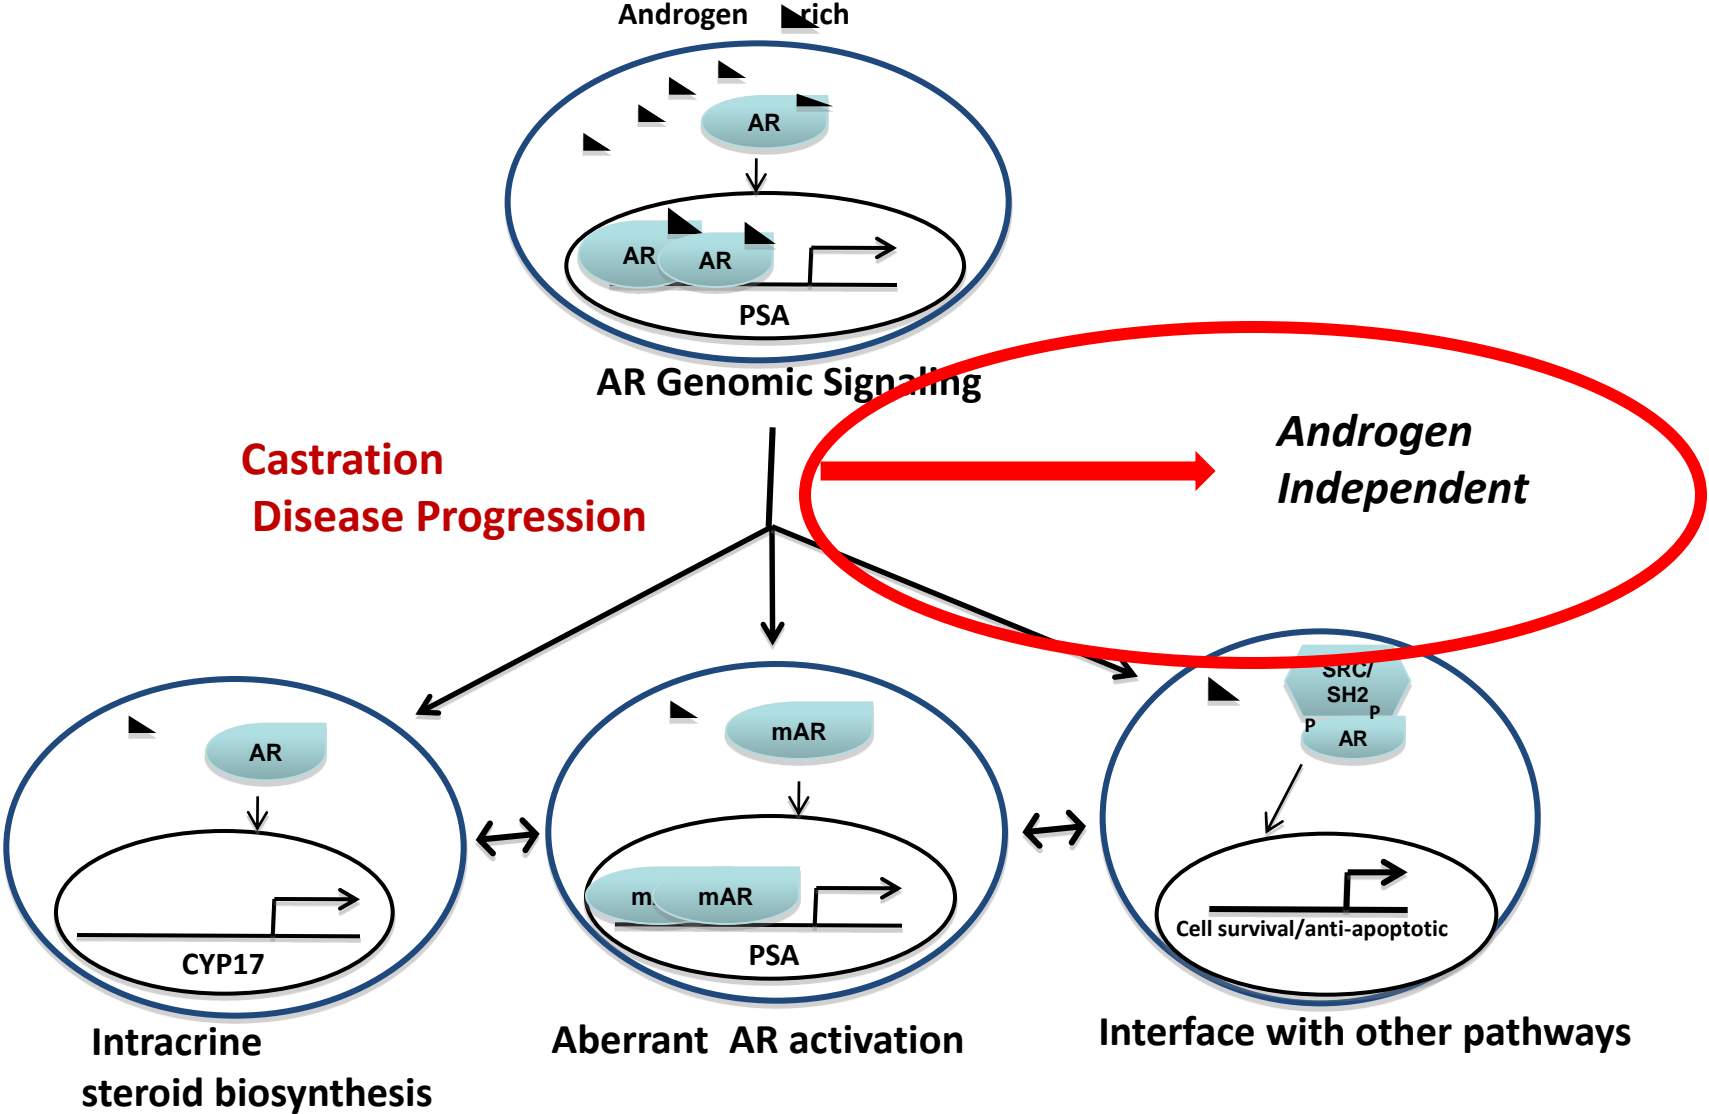 Androgen rich
AR
AR
AR
PSA
AR Genomic Signaling
Castration
Disease Progression
Androgen
Independent
SRC/
SH2
P
P
AR
mAR
AR
m
mAR
PSA
CYP17
Cell survival/anti-apoptotic
Intracrine
steroid biosynthesis
Aberrant AR activation
Interface with other pathways